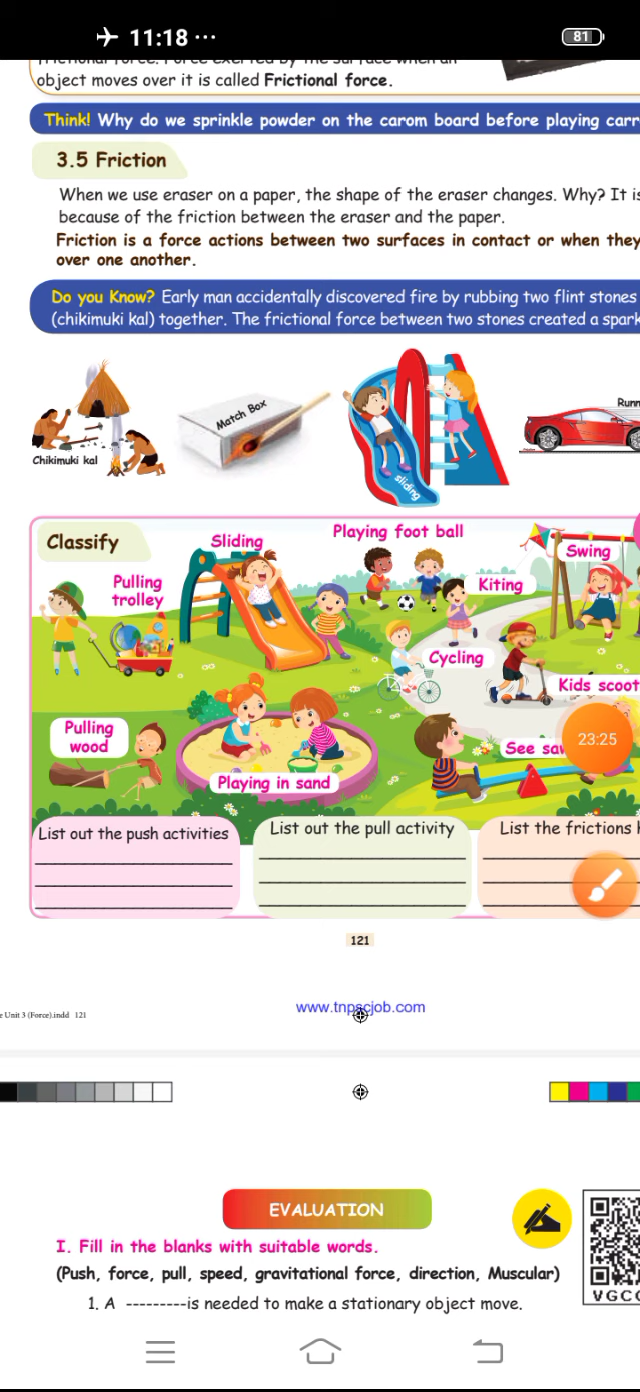 11:18 ...
81
object moves over it is called Frictional force.
Think! Why do we sprinkle powder on the carom board before playing
3.5 Friction
When we use eraser on a paper, the shape of the eraser changes. Why? It
because of the friction between the eraser and the paper.
Friction is a force actions between two surfaces in contact or when they
over one another.
Do you Know? Early man accidentally discovered fire by rubbing two flint stones
(chikimuki kal) together. The frictional force between two stones created a spark
Chikimuki kal
Match Box
sliding
Classify
Sliding
Playing foot ball
Swing
Pulling
trolley
Kiting
Cycling
Kids
Pulling
wood
See
23:25
Playing in sand
List out the push activities
List out the pull activity
List the frictions
121
e Unit 3 (Force).indd 121
www.tnpscjob.com
EVALUATION
I. Fill in the blanks with suitable words.
(Push, force, pull, speed, gravitational force, direction, Muscular)
1. A ---------is needed to make a stationary object move.